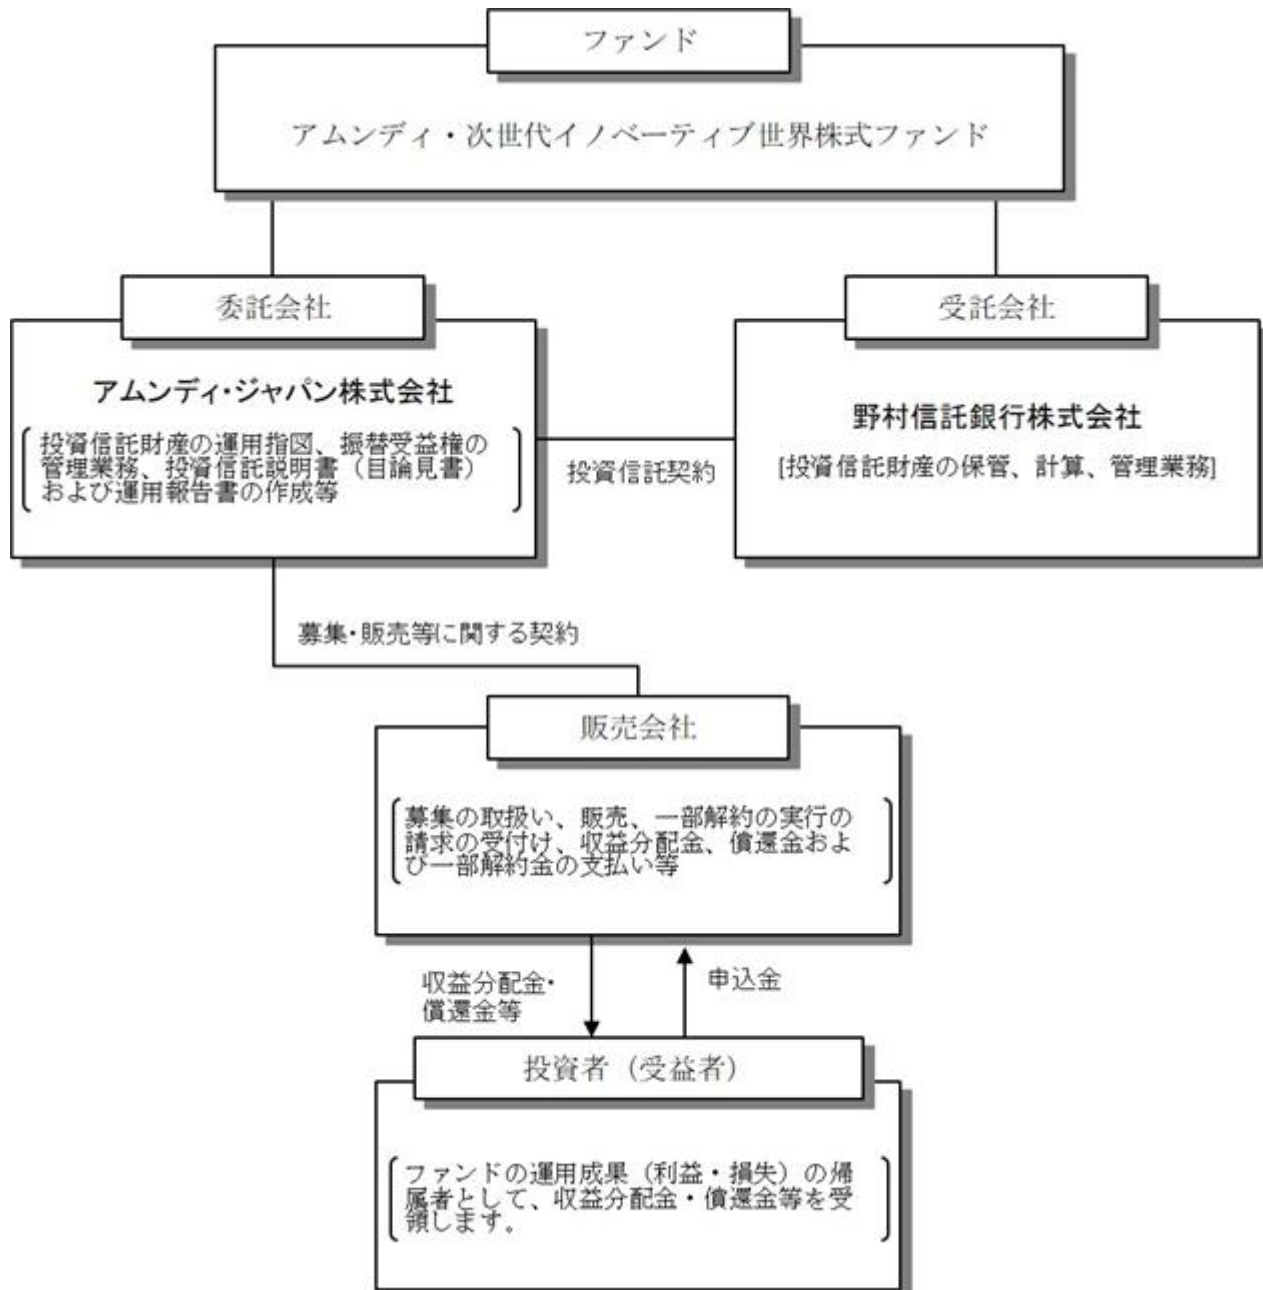 ファンド
アムンディ・次世代イノベーティブ世界株式ファンド
委託会社
アムンディ・ジャパン株式会社
投資信託財産の運用指図、振替受益権の
管理業務、投資信託説明書（目論見書）
および運用報告書の作成等
投資信託契約
受託会社
野村信託銀行株式会社
[投資信託財産の保管、計算、管理業務]
募集・販売等に関する契約
販売会社
募集の取扱い、販売、一部解約の実行の
請求の受付け、収益分配金、償還金およ
び一部解約金の支払い等
収益分配金・
償還金等
申込金
投資者（受益者）
ファンドの運用成果（利益・損失）の帰
属者として、収益分配金・償還金等を受
領します。